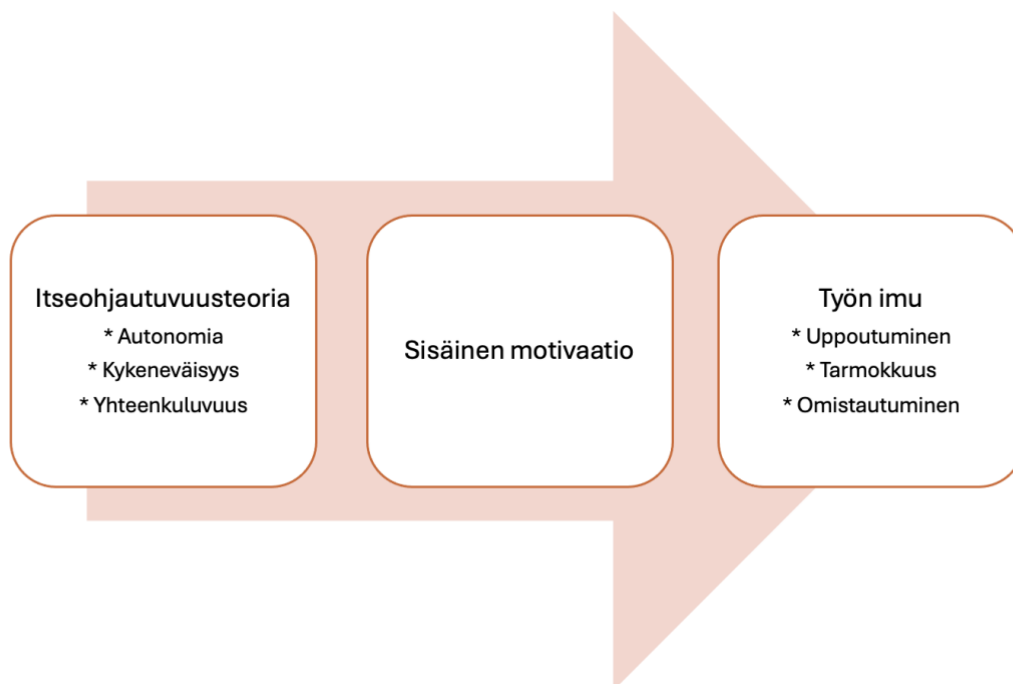 Itseohjautuvuusteoria
* Autonomia
* Kykeneväisyys
* Yhteenkuluvuus
Sisäinen motivaatio
Työn imu
* Uppoutuminen
* Tarmokkuus
* Omistautuminen